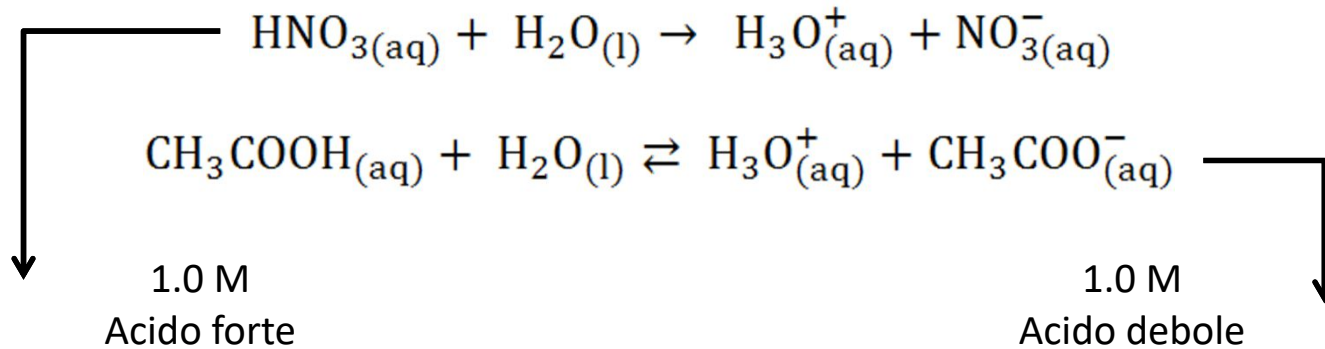 HNO₃(aq) + H₂O(l) → H₃O⁺(aq) + NO₃⁻(aq)
CH₃COOH(aq) + H₂O(l) ⇄ H₃O⁺(aq) + CH₃COO⁻(aq)
1.0 M
Acido forte
1.0 M
Acido debole